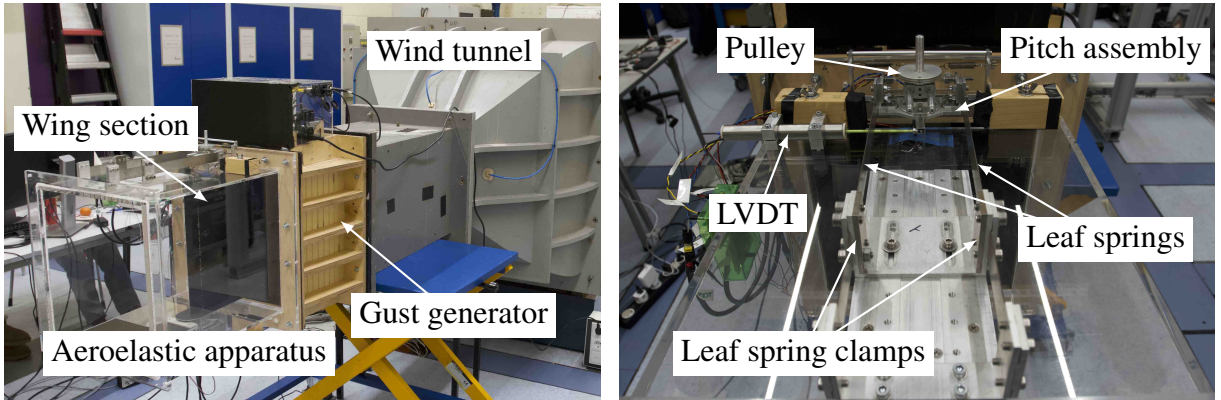 Wind tunnel
Wing section
Gust generator
Aeroelastic apparatus
Pulley
Pitch assembly
LVDT
Leaf springs
Leaf spring clamps